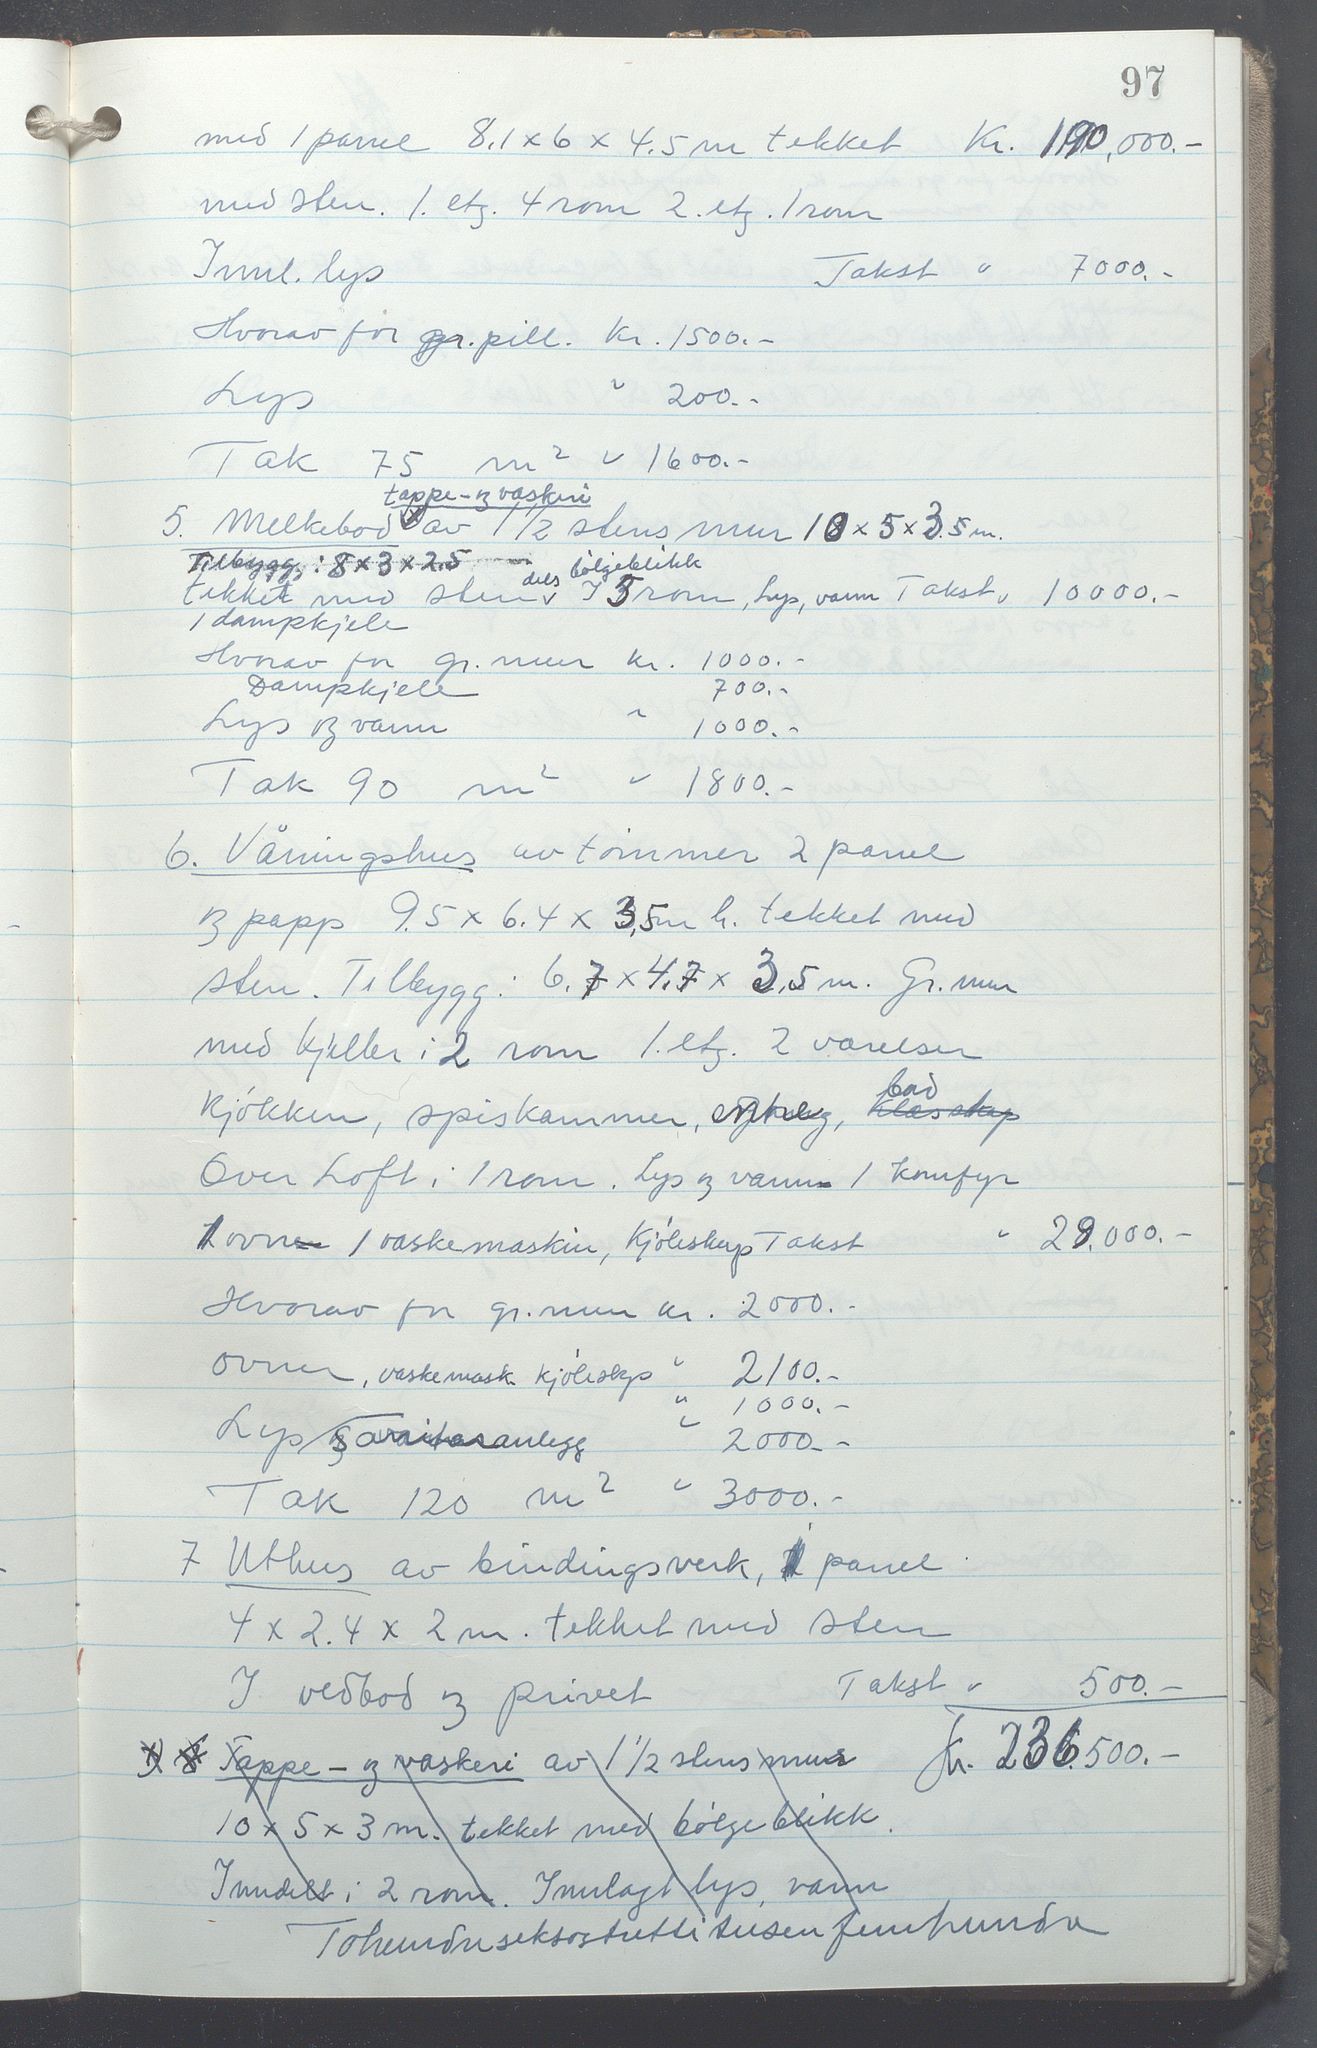 97
med 1 panel 8.1 x 6 x 4.5 m tekket Kr. 190,000.-
med sten. 1. etg. 4 rom 2. etg. 1 rom
Innl. lys Takst " 7000.-
Hvorav for gr. pill. Kr. 1500.-
Lys " 200.-
Tak 75 m² " 1600.-
tappe- og vaskeri
5. Melkebod av 1 1/2 stens mur 18 x 5 x 3.5 m.
Tilbygg: 8 x 3 x 2.5
dels bölgeblikk
tekket med sten I 5 rom, Lys, vann Takst " 10000.-
1 dampkjele
Hvorav for gr. mur kr. 1000.-
Dampkjele 700.-
Lys og vann " 1000.-
Tak 90 m² " 1800.-
6. Våningshus av tömmer 2 panel
og papp 9.5 x 6.4 x 3,5 m h. tekket med
sten. Tilbygg: 6.7 x 4.7 x 3.5 m. Gr. mur
med kjeller i 2 rom 1. etg. 2 værelser
bad
kjökken, spiskammer,
Over Loft i 1 rom. Lys og vann 1 komfyr
1 ovn 1 vaskemaskin, Kjöleskap Takst " 29.000.-
Hvorav for gr. mur kr. 2000.-
Ovner, vaskemask. kjöleskp " 2100.-
" 1000.-
Lys og sanitæranlegg " 2000.-
Tak 120 m² " 3000.-
7 Uthus av bindingsverk, 1 panel
4 x 2.4 x 2 m. tekket med sten
I vedbod og privet Takst " 500.-
Tappe- og vaskeri av 1 1/2 stens mur Kr. 236.500.-
10 x 5 x 3 m. tekket med bölgeblikk.
Inndelt i 2 rom. Innlagt lys, vann
Tohundreseksogtrettitusenfemhundre